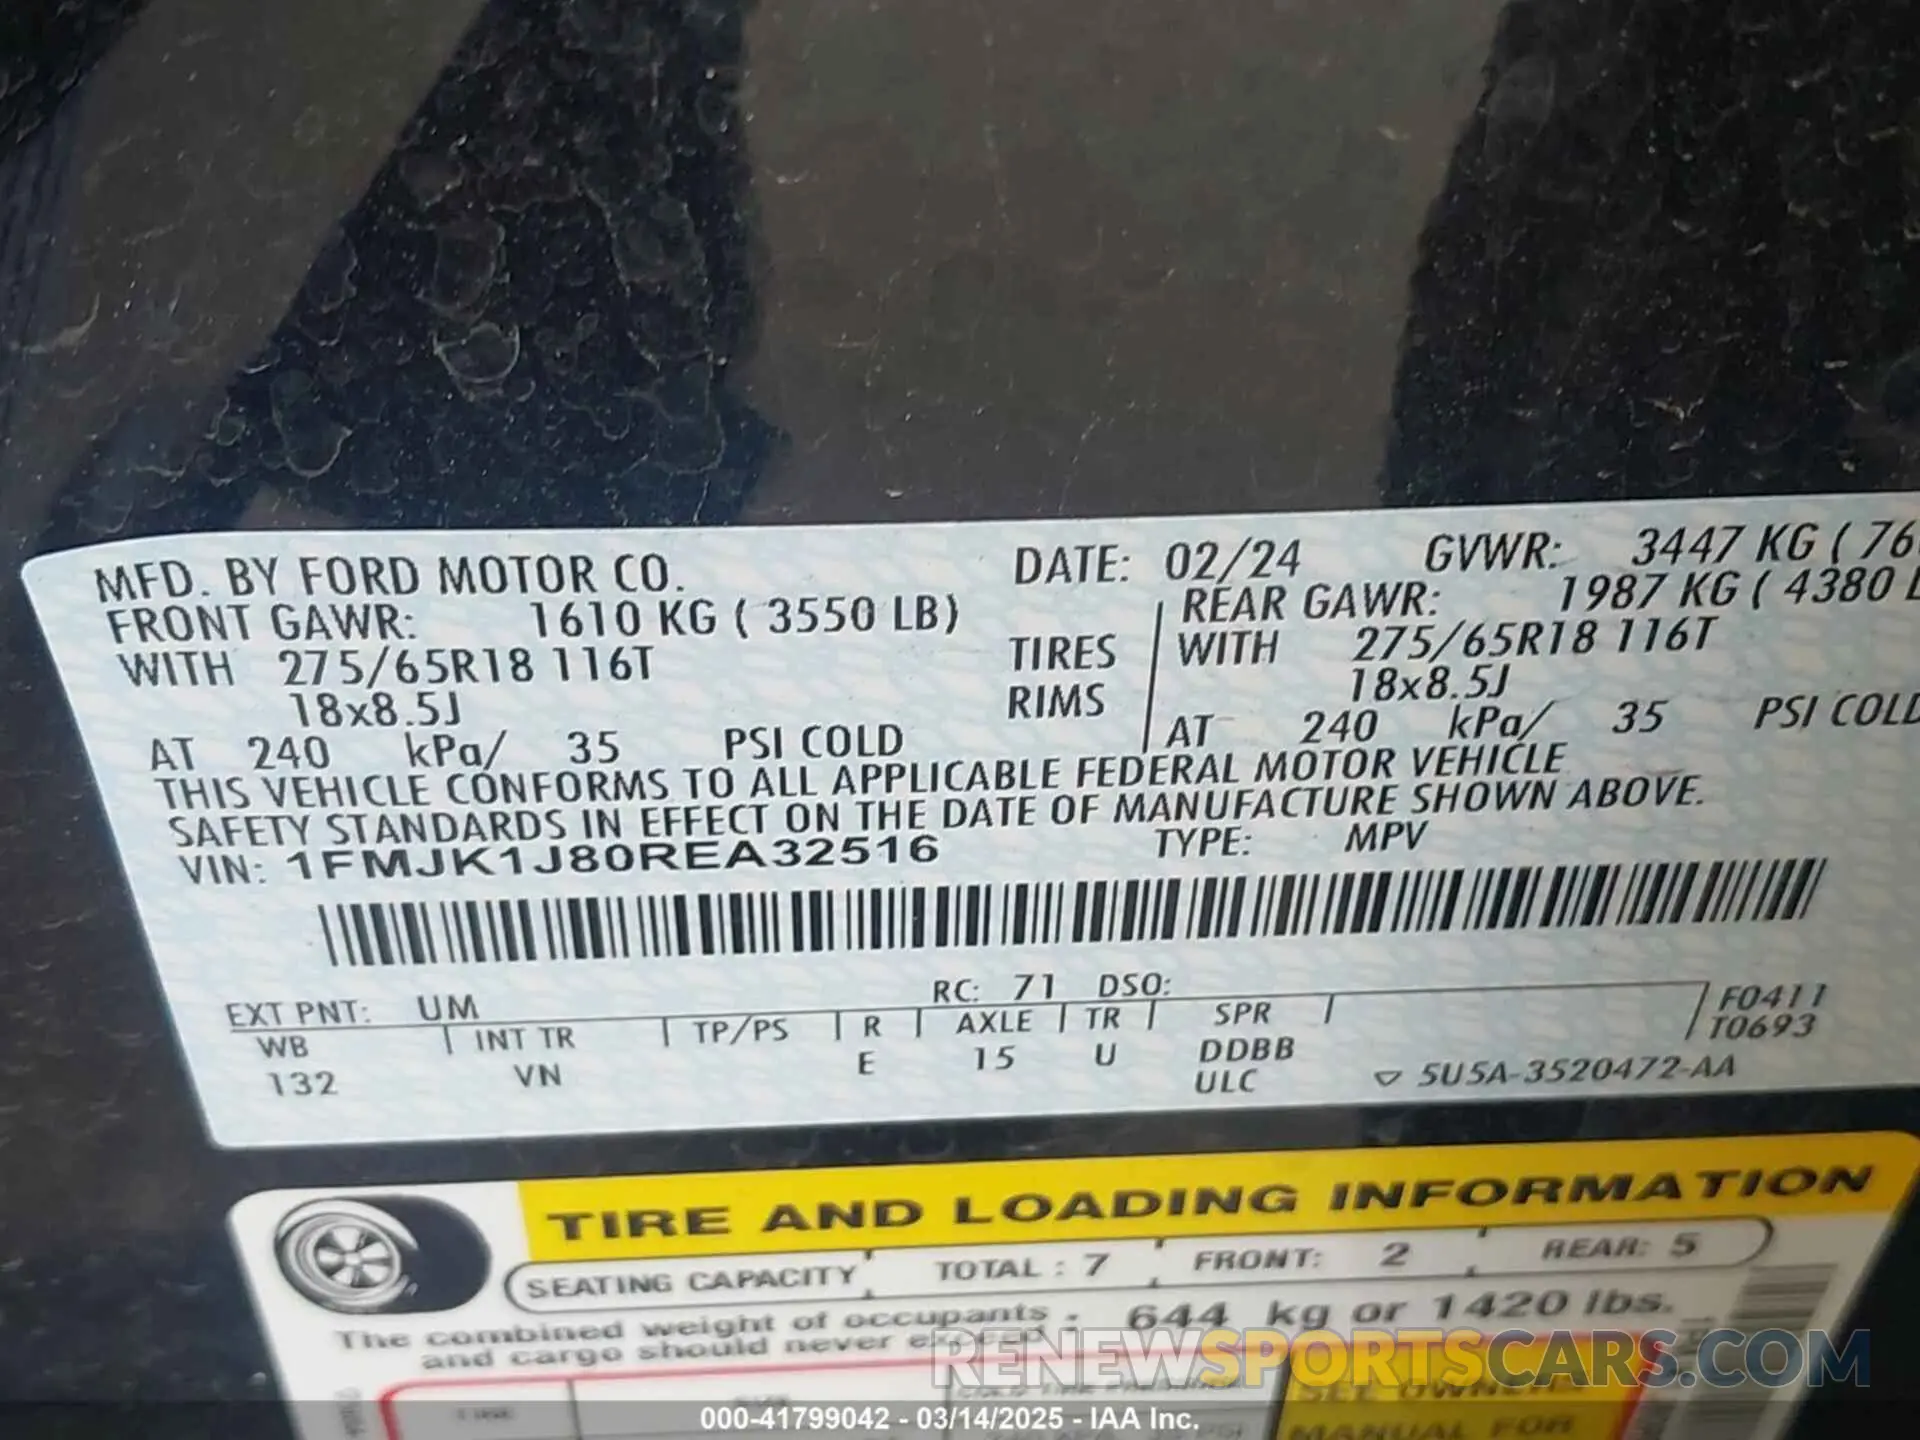 MFD. BY FORD MOTOR CO. DATE: 02/24 GVWR: 3447 KG ( 76
FRONT GAWR: 1610 KG ( 3550 LB) REAR GAWR: 1987 KG ( 4380 L
WITH 275/65R18 116T TIRES WITH 275/65R18 116T
18x8.5J RIMS 18x8.5J
AT 240 kPa/ 35 PSI COLD AT 240 kPa/ 35 PSI COLD
THIS VEHICLE CONFORMS TO ALL APPLICABLE FEDERAL MOTOR VEHICLE
SAFETY STANDARDS IN EFFECT ON THE DATE OF MANUFACTURE SHOWN ABOVE.
VIN: 1FMJK1J80REA32516 TYPE: MPV
EXT PNT: UM RC: 71 DSO: F0411
WB INT TR TP/PS R AXLE TR SPR T0693
132 VN E 15 U DDBB
ULC 5U5A-3520472-AA
TIRE AND LOADING INFORMATION
SEATING CAPACITY TOTAL : 7 FRONT: 2 REAR: 5
The combined weight of occupants and cargo should never exceed : 644 kg or 1420 lbs.
RENEWSPORTSCARS.COM
SEE OWNER'S
MANUAL FOR
000-41799042 - 03/14/2025 - IAA Inc.